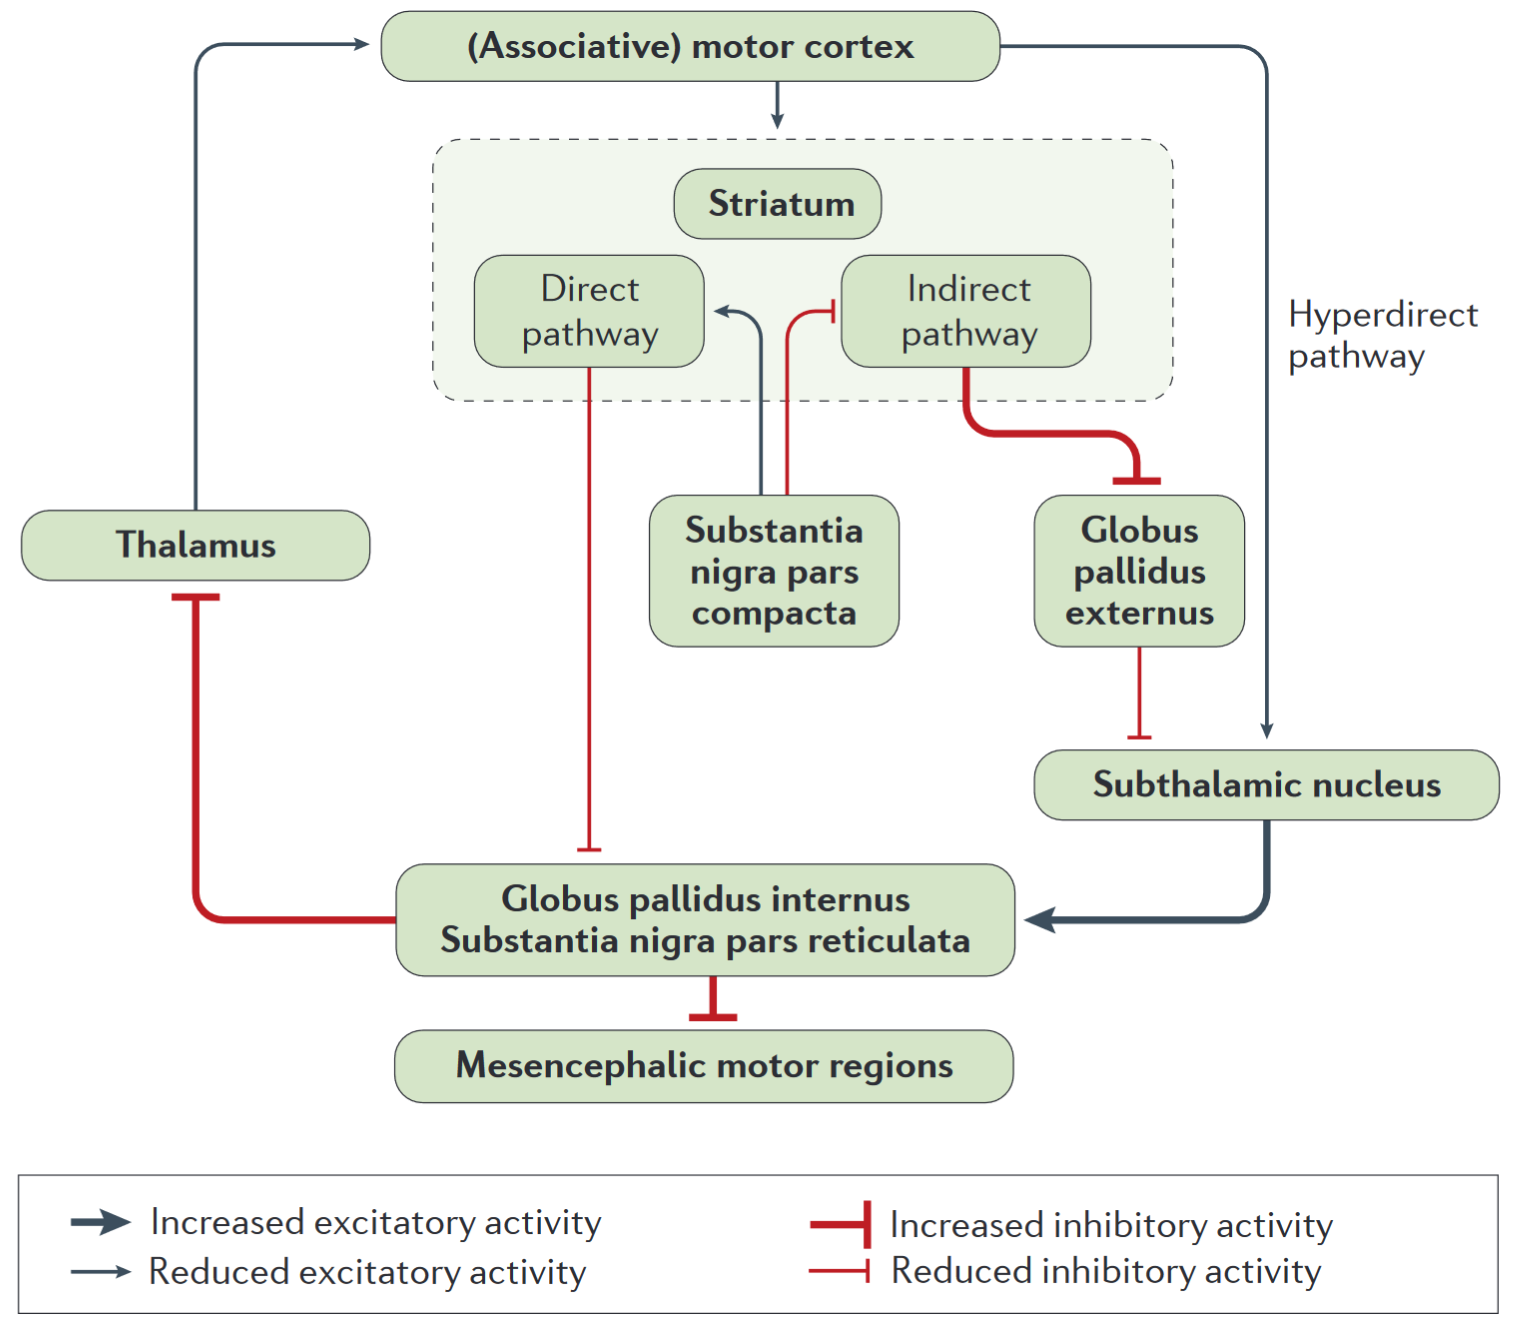 (Associative) motor cortex
Striatum
Direct
pathway
Indirect
pathway
Hyperdirect
pathway
Thalamus
Substantia
nigra pars
compacta
Globus
pallidus
externus
Subthalamic nucleus
Globus pallidus internus
Substantia nigra pars reticulata
Mesencephalic motor regions
Increased excitatory activity
Reduced excitatory activity
Increased inhibitory activity
Reduced inhibitory activity